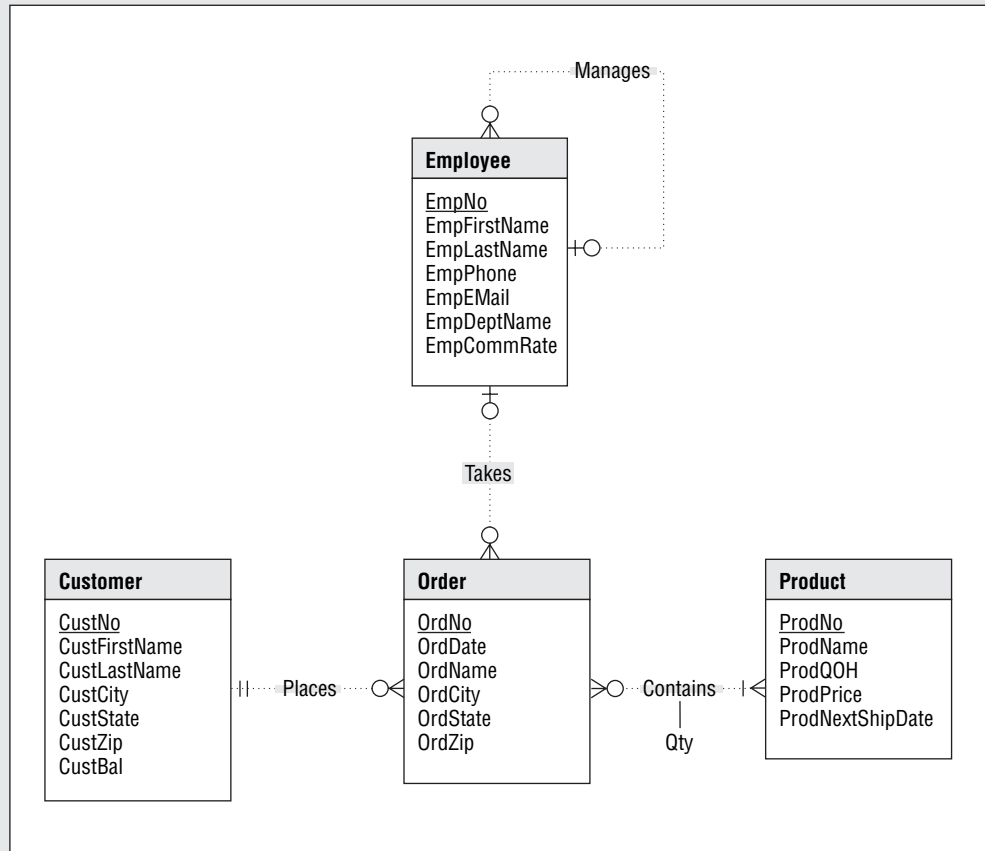 Manages
Employee
EmpNo
EmpFirstName
EmpLastName
EmpPhone
EmpEMail
EmpDeptName
EmpCommRate
Takes
Customer
CustNo
CustFirstName
CustLastName
CustCity
CustState
CustZip
CustBal
Places
Order
OrdNo
OrdDate
OrdName
OrdCity
OrdState
OrdZip
Contains
Qty
Product
ProdNo
ProdName
ProdQOH
ProdPrice
ProdNextShipDate